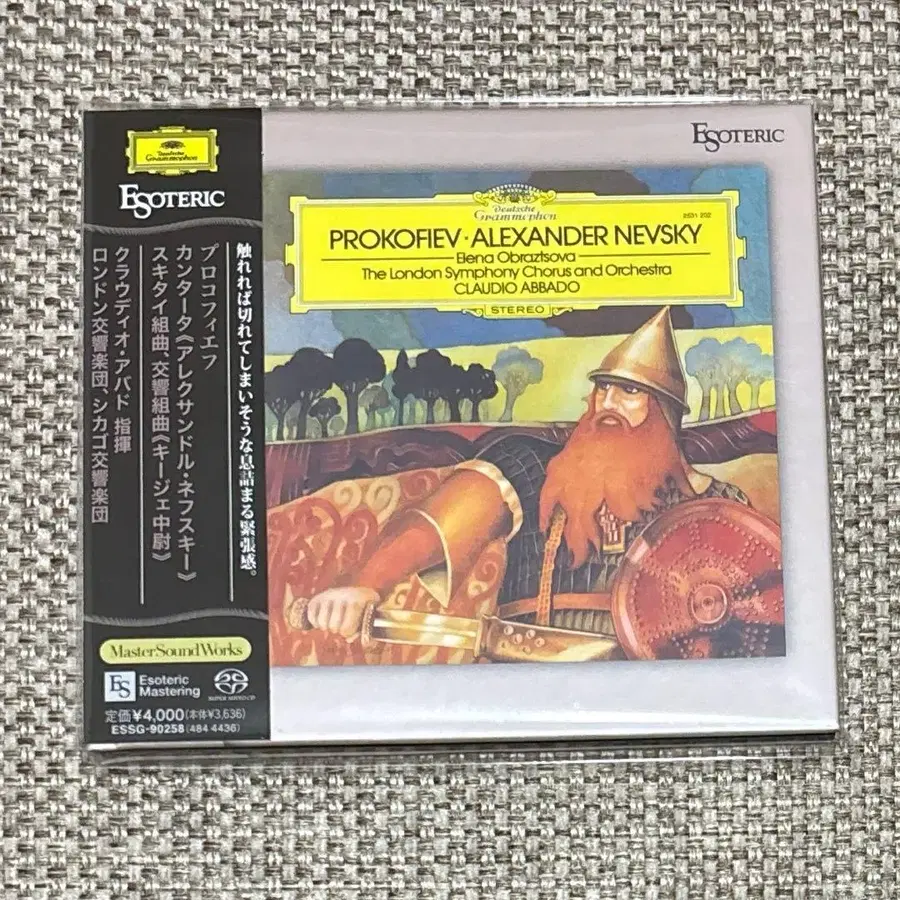 Deutsche
Grammophon
ESOTERIC
触れれば切れてしまいそうな息詰まる緊張感。
プロコフィエフ
カンタータ《アレクサンドル・ネフスキー》
スキタイ組曲、交響組曲《キージェ中尉》
クラウディオ・アバド 指揮
ロンドン交響楽団、シカゴ交響楽団
MasterSoundWorks
ES
Esoteric
Mastering
SUPER AUDIO CD
定価¥4,000(本体¥3,636)
ESSG-90258 (484 4436)
ESOTERIC
Deutsche
Grammophon
2531 202
PROKOFIEV·ALEXANDER NEVSKY
Elena Obraztsova
The London Symphony Chorus and Orchestra
CLAUDIO ABBADO
STEREO